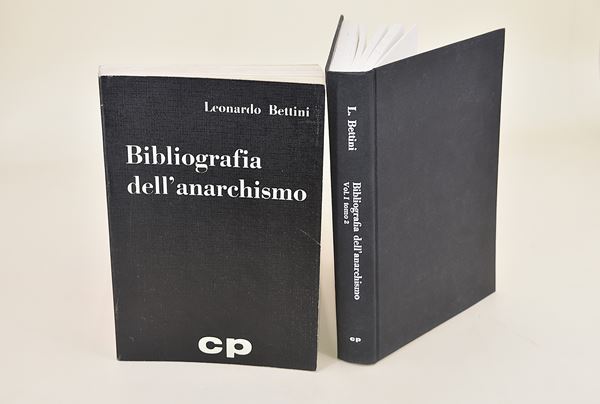 Leonardo Bettini
Bibliografia
dell'anarchismo
cp
L. Bettini
Bibliografia dell'anarchismo
Vol. I tomo 2
cp